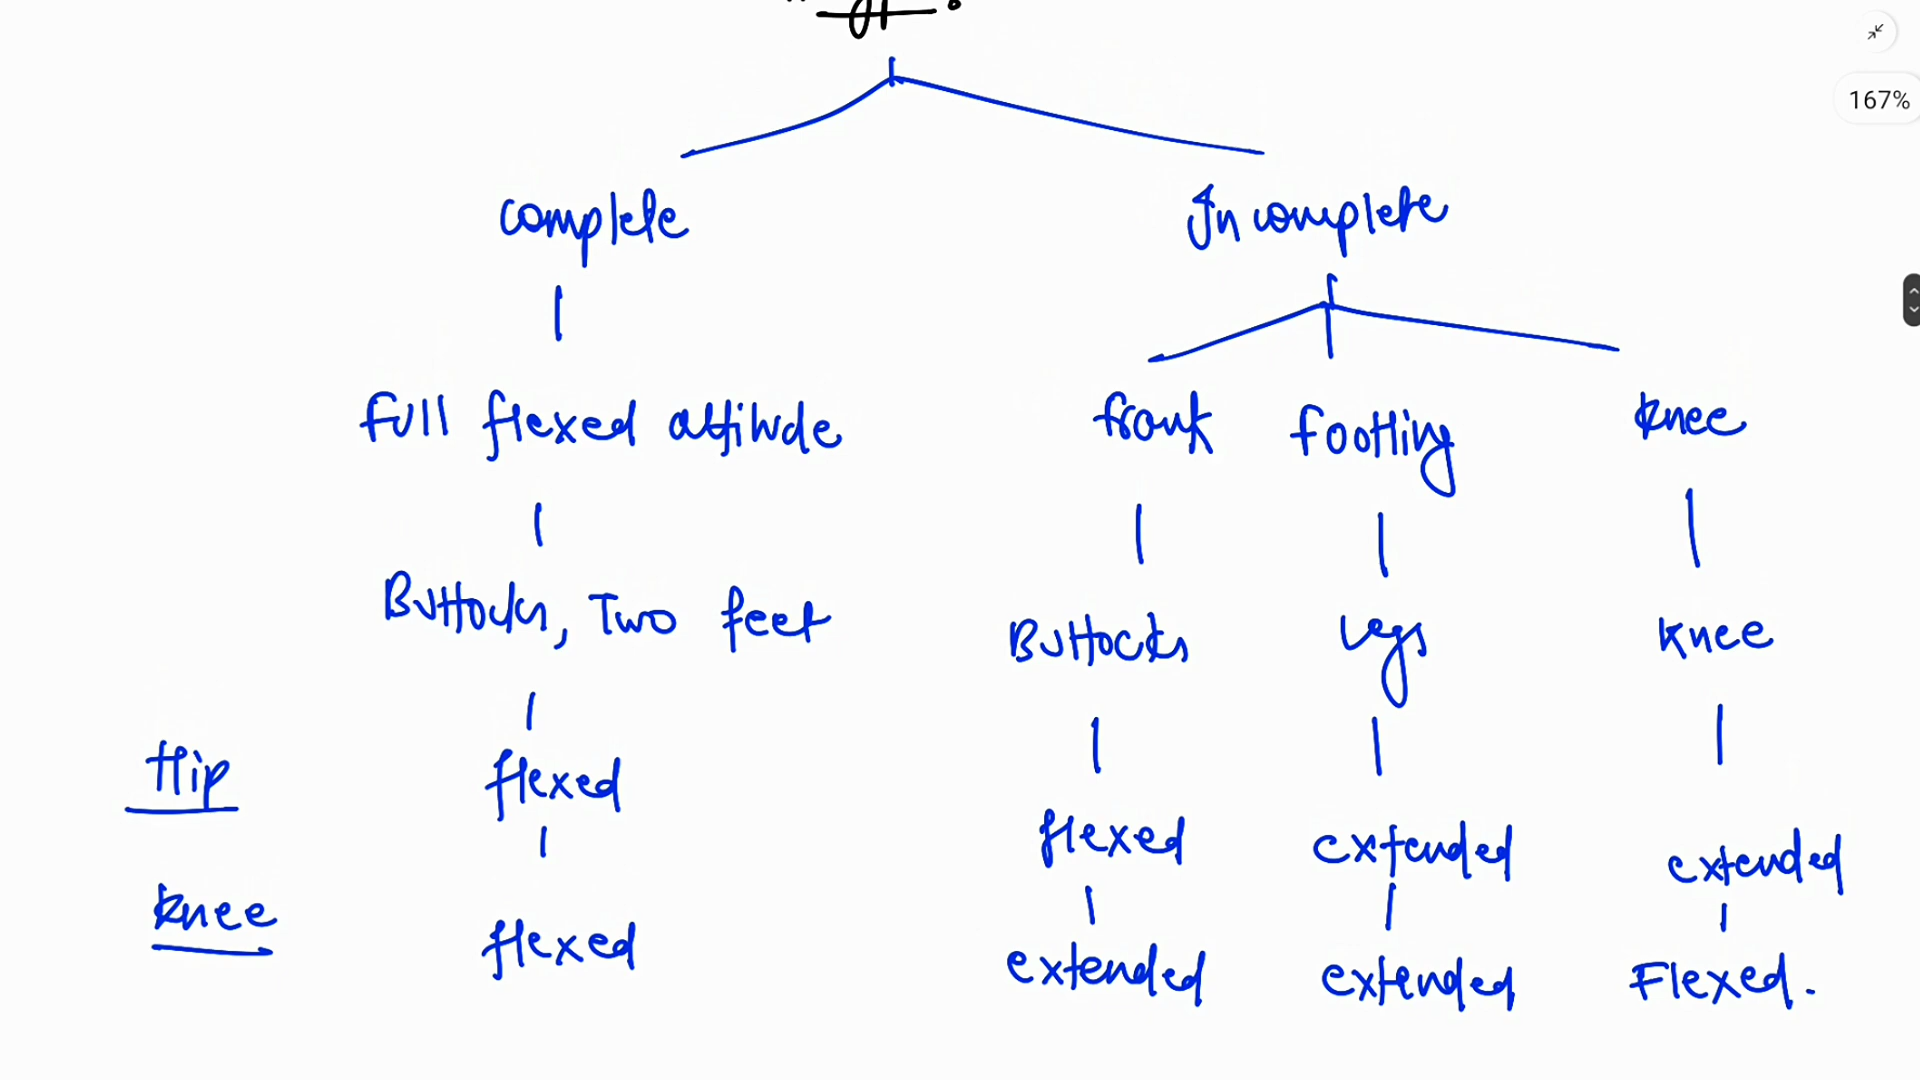 167%
complete
Incomplete
Full flexed attitude
frank footling knee
Buttocks, Two feet
Buttocks legs knee
Hip flexed flexed extended extended
knee flexed extended extended Flexed.